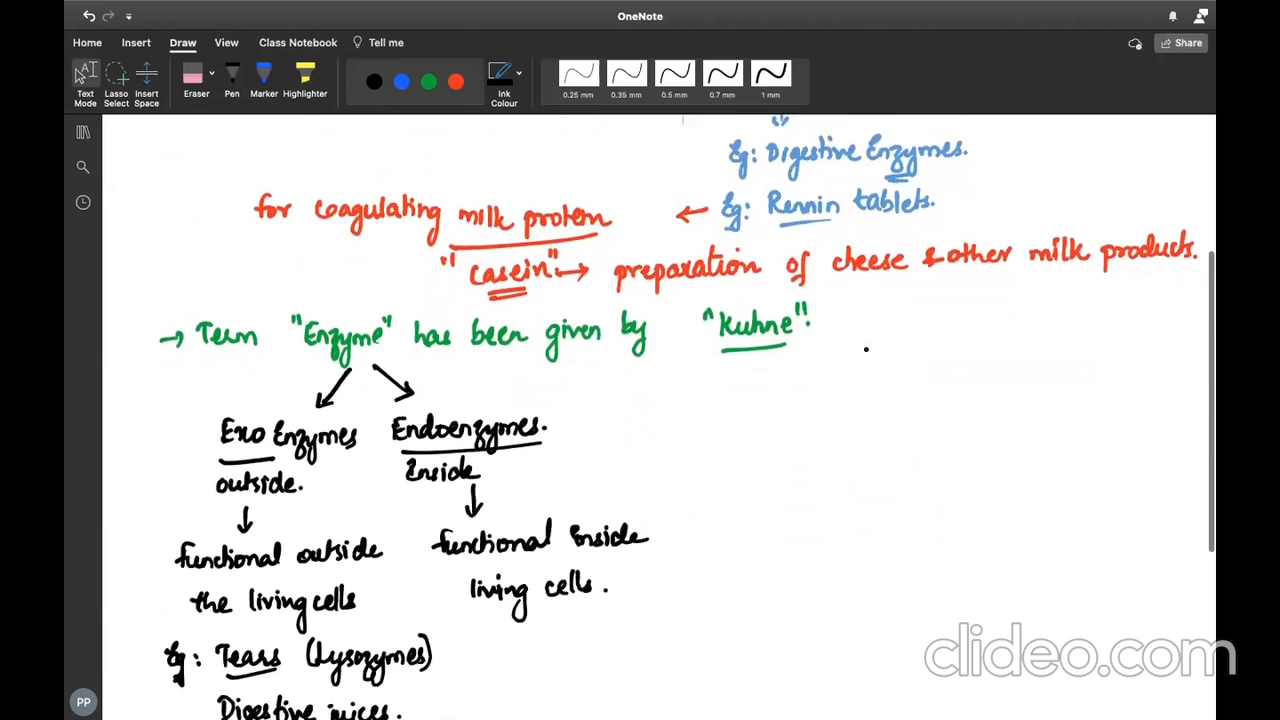 OneNote
Home Insert Draw View Class Notebook Tell me
Share
Text Mode
Lasso Select
Insert Space
Eraser
Pen
Marker
Highlighter
Ink Colour
0.25 mm
0.35 mm
0.5 mm
0.7 mm
1 mm
Eg: Digestive Enzymes.
for coagulating milk protein ← Eg: Rennin tablets.
"casein" → preparation of cheese & other milk products.
→ Term "Enzyme" has been given by "Kuhne".
Exo Enzymes Endoenzymes.
outside. Inside
functional outside functional inside
the living cells living cells.
Eg: Tears (Lysozymes)
Digestive juices.
PP
clideo.com